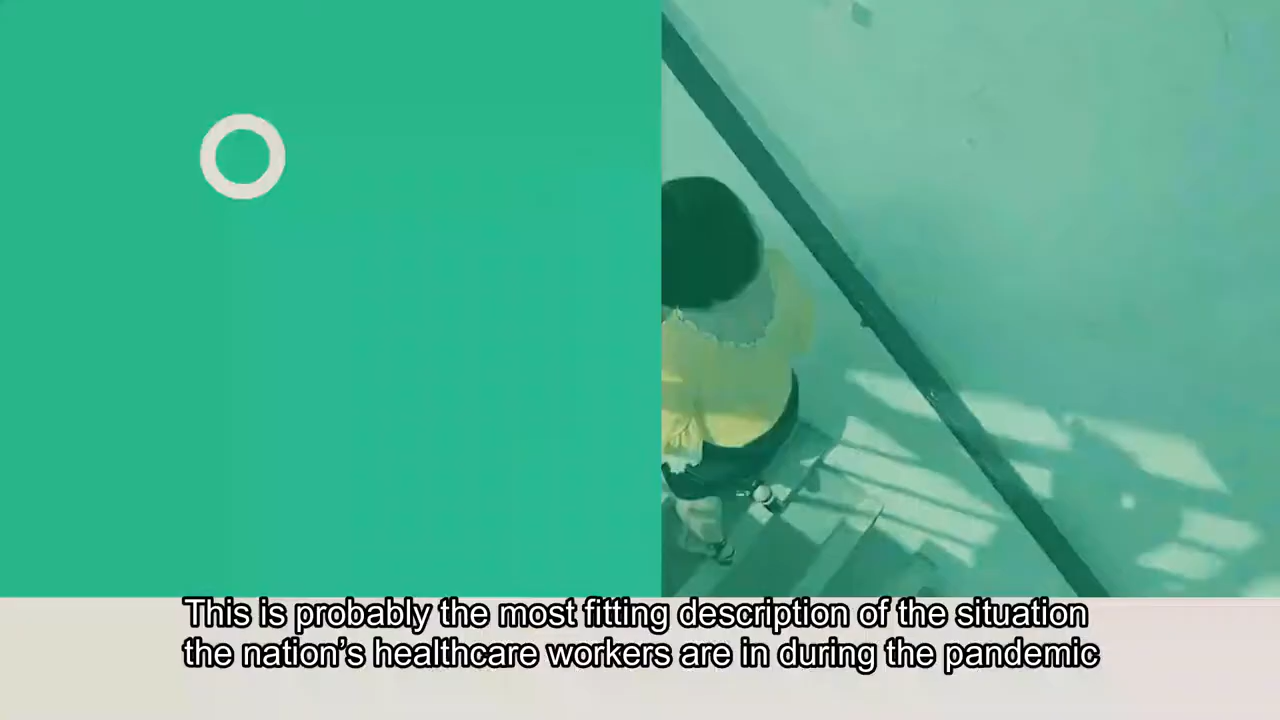 This is probably the most fitting description of the situation
the nation's healthcare workers are in during the pandemic